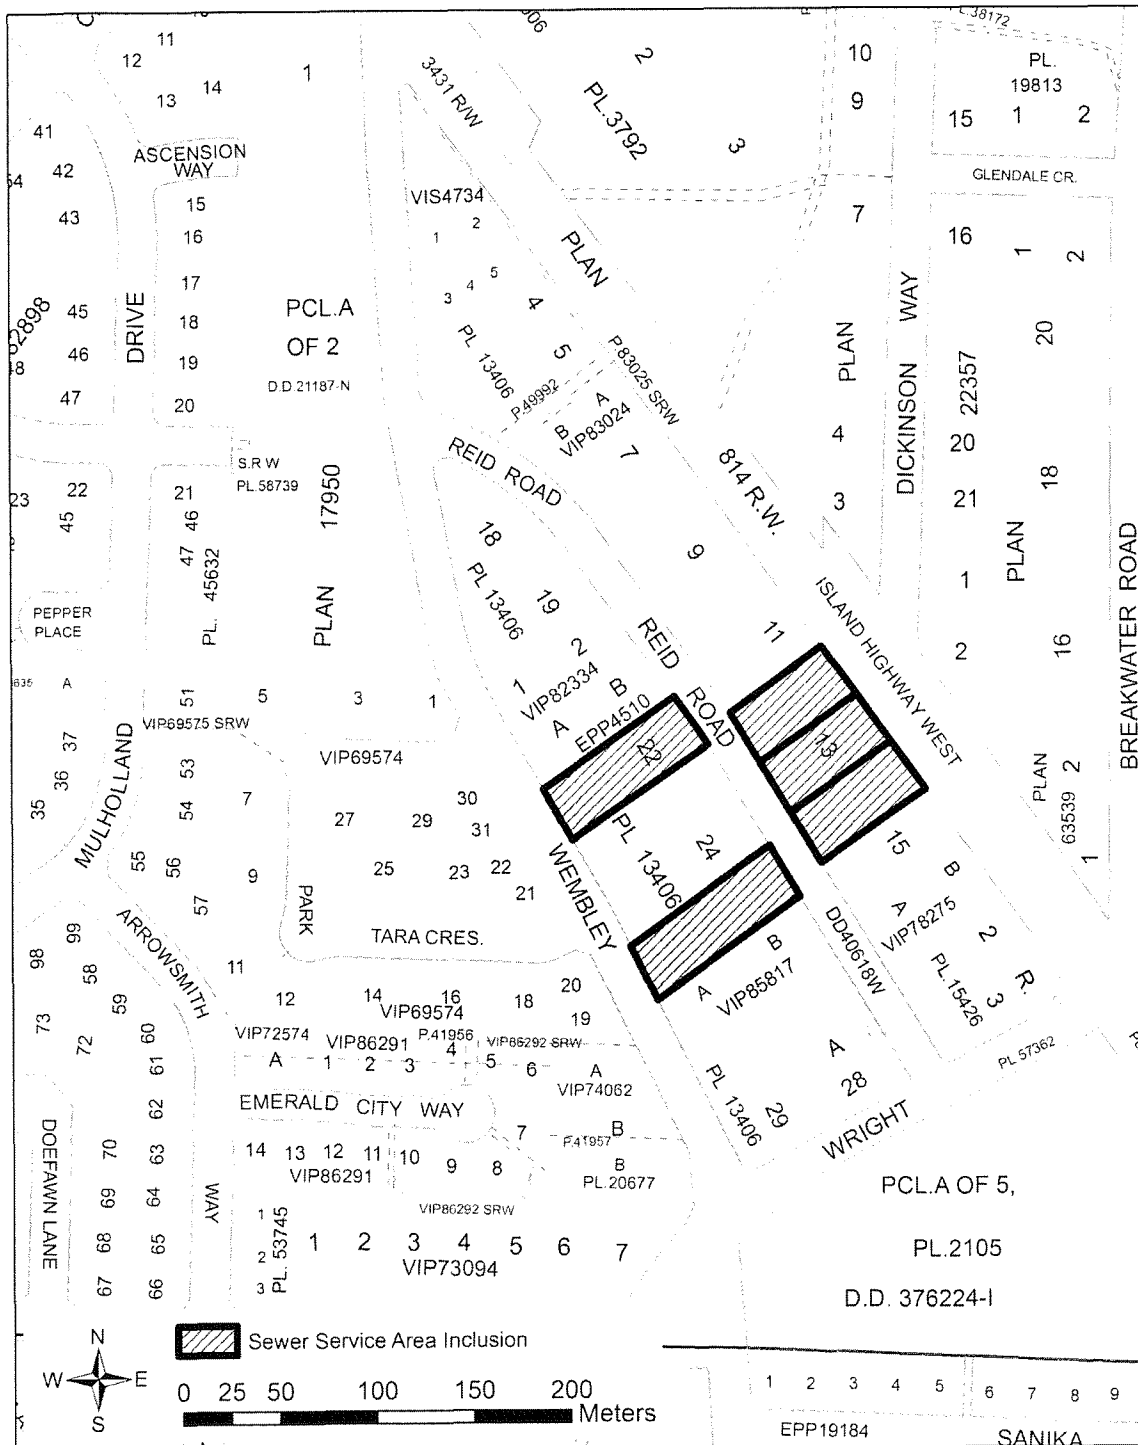 11
12
13
14
1
2
PL.3792
3
3431 R/W
10
9
L.38172
PL.
19813
15
1
2
GLENDALE CR.
41
42
43
ASCENSION
WAY
15
16
17
18
19
20
DRIVE
45
46
47
PCL.A
OF 2
D.D.21187-N
VIS4734
1
2
3
4
5
4
5
PL 13406
PLAN
P.49992
P.83025 SRW
A
B
VIP83024
7
7
PLAN
4
3
DICKINSON WAY
16
1
2
20
22357
20
21
18
1
PLAN
2
16
BREAKWATER ROAD
REID ROAD
814 R.W.
S.R W
PL.58739
22
23
45
21
46
47
PL. 45632
PLAN 17950
18
19
2
1
PL 13406
VIP82334
B
A
EPP4510
9
11
REID ROAD
ISLAND HIGHWAY WEST
PEPPER
PLACE
635
A
51
5
3
1
VIP69575 SRW
VIP69574
37
36
35
MULHOLLAND
53
54
7
55
56
57
9
27
29
30
31
25
23
22
21
PARK
TARA CRES.
22
13
PL 13406
24
WEMBLEY
15
B
A
VIP78275
2
3
R.
PL.15426
PLAN
63539
2
1
DD40618W
B
A
VIP85817
A
28
29
PL 13406
WRIGHT
PL 57362
99
98
58
59
73
72
60
61
62
63
64
65
66
70
69
68
67
ARROWSMITH
WAY
DOEFAWN LANE
11
12
14
16
18
20
19
VIP69574
VIP72574
VIP86291
P.41956
VIP86292 SRW
A
1
2
3
4
5
6
A
VIP74062
EMERALD CITY WAY
7
B
P.41957
14
13
12
11
10
9
8
B
PL.20677
VIP86291
VIP86292 SRW
1
2
3
PL. 53745
1
2
3
4
5
6
7
VIP73094
PCL.A OF 5,
PL.2105
D.D. 376224-I
N
W
E
S
Sewer Service Area Inclusion
0 25 50 100 150 200
Meters
1 2 3 4 5 6 7 8 9
EPP19184
SANIKA